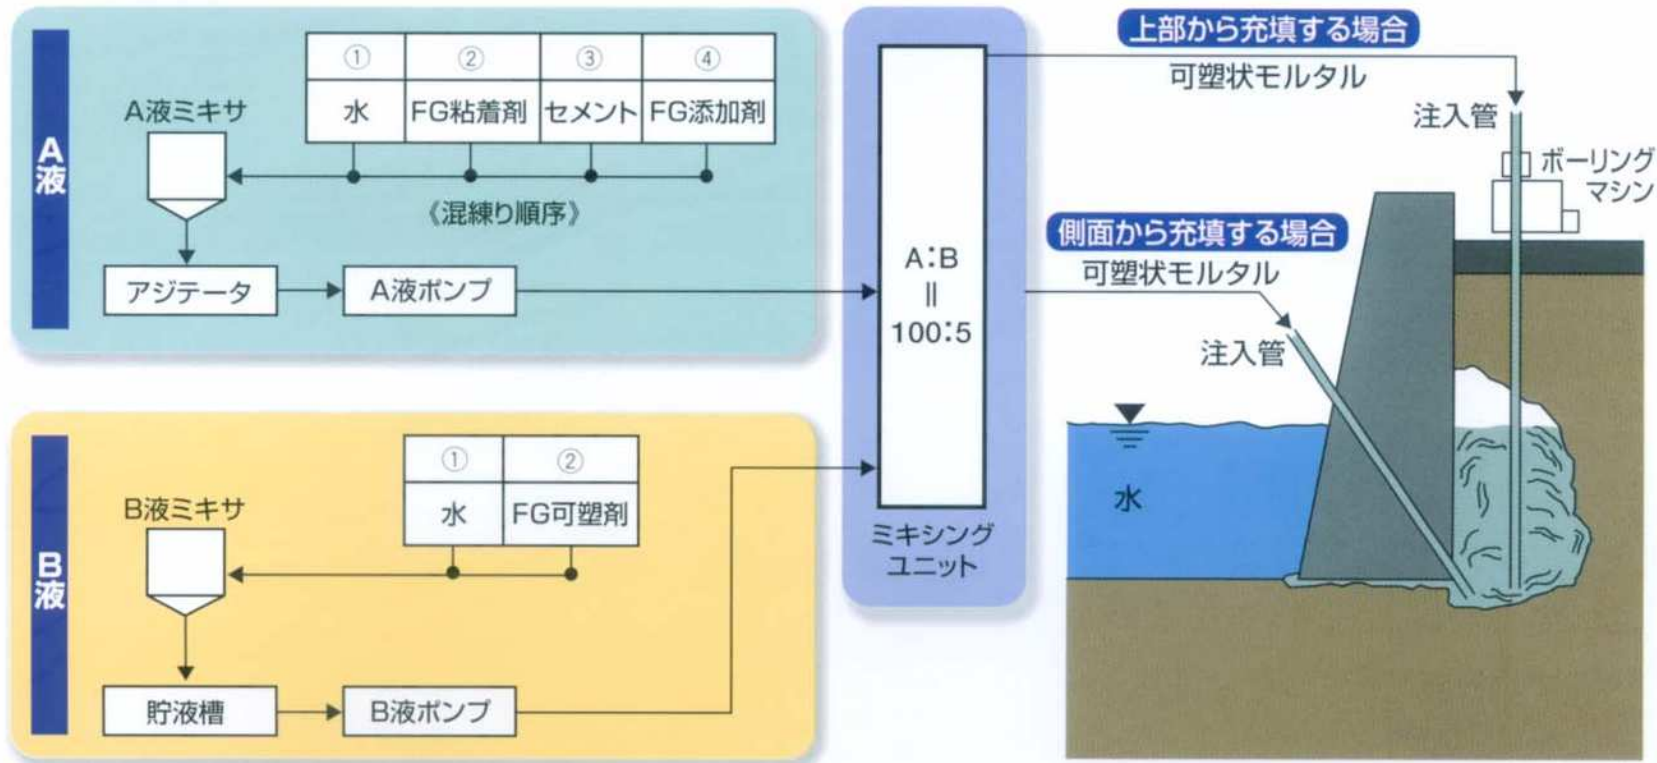 A液
① ② ③ ④
水 FG粘着剤 セメント FG添加剤
A液ミキサ
《混練り順序》
アジテータ
A液ポンプ
B液
① ②
水 FG可塑剤
B液ミキサ
貯液槽
B液ポンプ
A:B
॥
100:5
ミキシング
ユニット
上部から充填する場合
可塑状モルタル
注入管
ボーリング
マシン
側面から充填する場合
可塑状モルタル
注入管
水